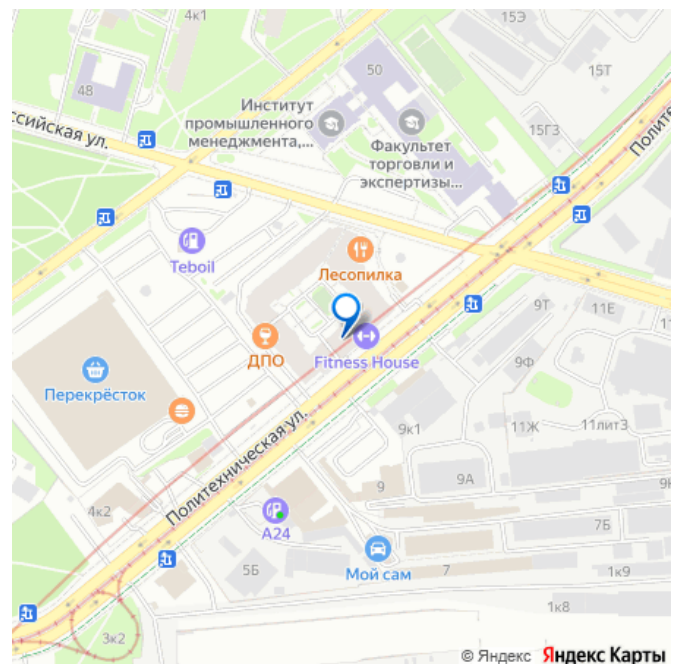 4к1
15Э
48
50
15Т
Институт
промышленного
менеджмента,...
ссийская ул.
Факультет
торговли и
экспертизы...
15Г3
Полите
Teboil
Лесопилка
9Т
11Е
ДПО
Fitness House
9Ф
Перекрёсток
Политехническая ул.
9к1
11Ж
11лит3
9А
9
4к2
А24
7Б
5Б
Мой сам
7
1к9
1к8
3к2
© Яндекс Яндекс Карты